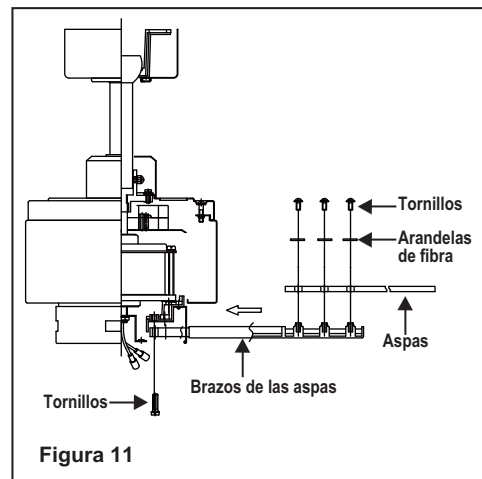 Tornillos
Arandelas
de fibra
Aspas
Brazos de las aspas
Tornillos
Figura 11